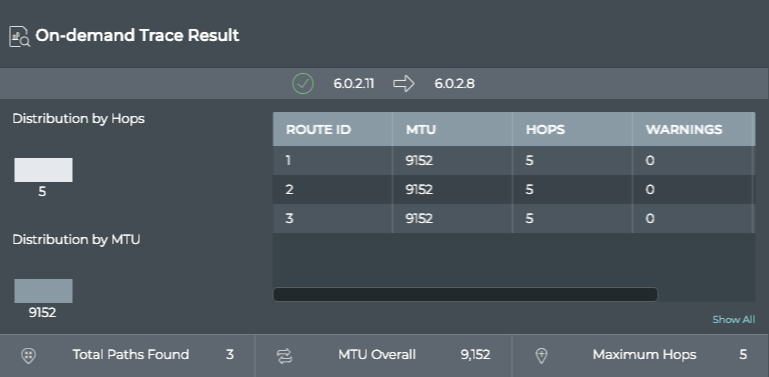 On-demand Trace Result
6.0.2.11 6.0.2.8
Distribution by Hops
5
Distribution by MTU
9152
ROUTE ID MTU HOPS WARNINGS
1 9152 5 0
2 9152 5 0
3 9152 5 0
Show All
Total Paths Found 3 MTU Overall 9,152 Maximum Hops 5